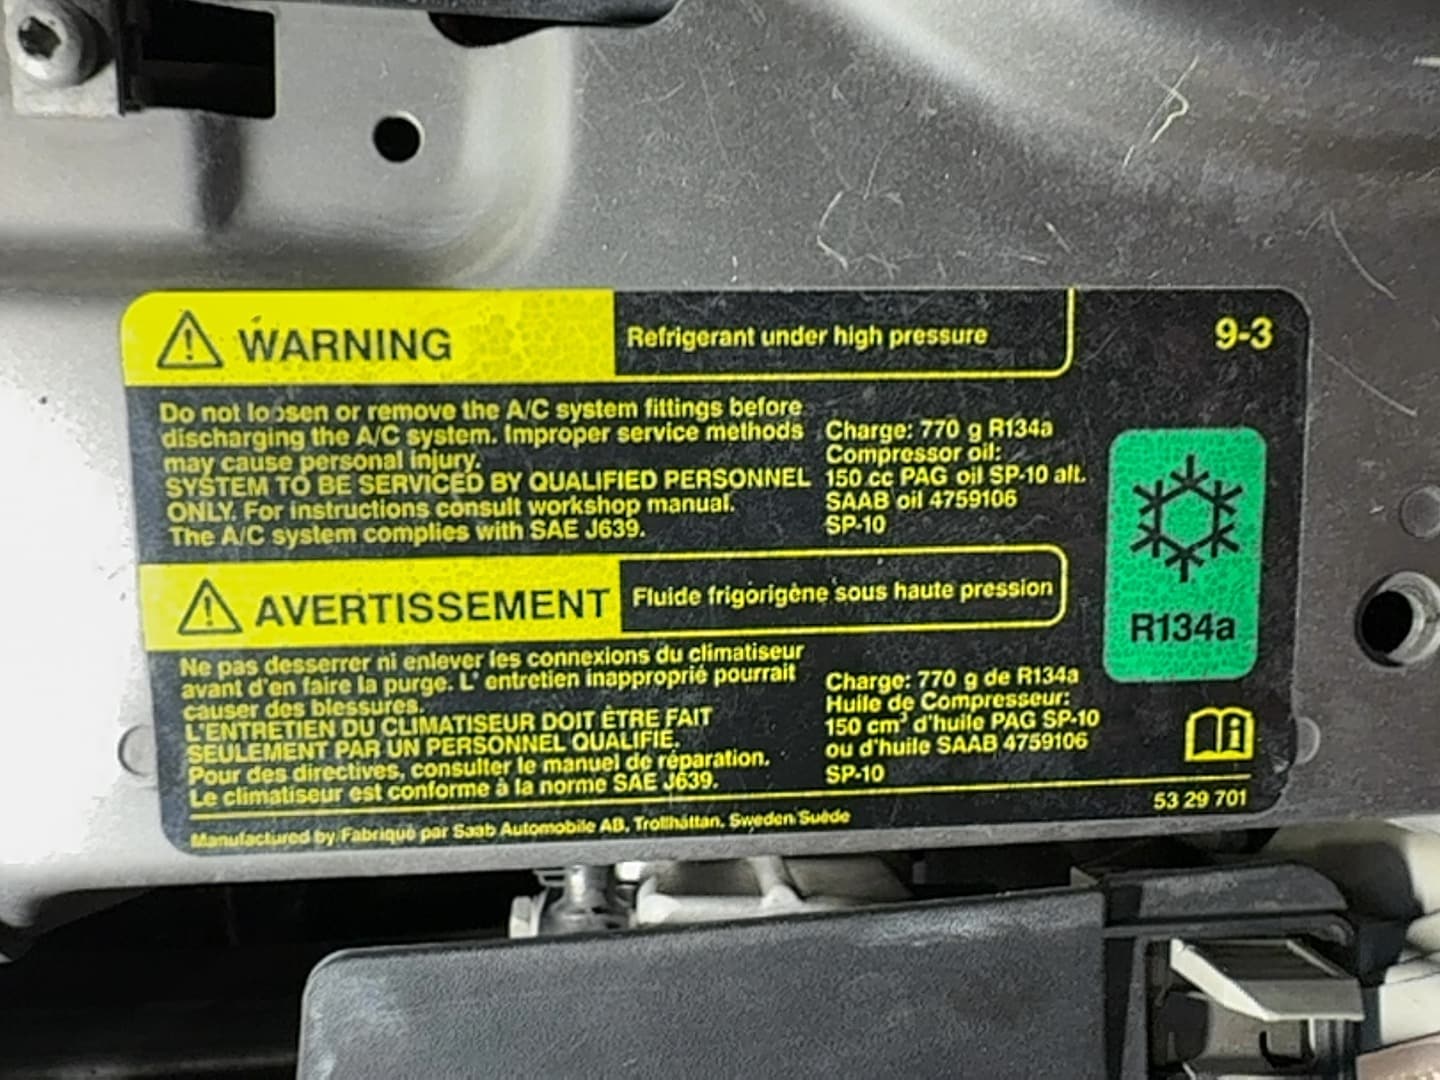 WARNING
Refrigerant under high pressure
9-3
Do not loosen or remove the A/C system fittings before
discharging the A/C system. Improper service methods
may cause personal injury.
SYSTEM TO BE SERVICED BY QUALIFIED PERSONNEL
ONLY. For instructions consult workshop manual.
The A/C system complies with SAE J639.
Charge: 770 g R134a
Compressor oil:
150 cc PAG oil SP-10 alt.
SAAB oil 4759106
SP-10
R134a
AVERTISSEMENT
Fluide frigorigène sous haute pression
Ne pas desserrer ni enlever les connexions du climatiseur
avant d'en faire la purge. L' entretien inapproprié pourrait
causer des blessures.
L'ENTRETIEN DU CLIMATISEUR DOIT ÊTRE FAIT
SEULEMENT PAR UN PERSONNEL QUALIFIÉ.
Pour des directives, consulter le manuel de réparation.
Le climatiseur est conforme à la norme SAE J639.
Charge: 770 g de R134a
Huile de Compresseur:
150 cm³ d'huile PAG SP-10
ou d'huile SAAB 4759106
SP-10
53 29 701
Manufactured by/Fabriqué par Saab Automobile AB, Trollhättan, Sweden/Suède